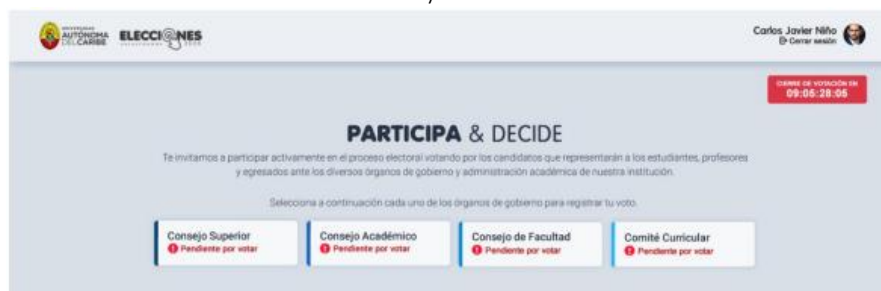 UNIVERSIDAD
AUTÓNOMA
DEL CARIBE
ELECCIONES
Carlos Javier Niño
Cerrar sesión
CIERRE DE VOTACIÓN EN
09:05:28:05
PARTICIPA & DECIDE
Te invitamos a participar activamente en el proceso electoral votando por los candidatos que representarán a los estudiantes, profesores
y egresados ante los diversos órganos de gobierno y administración académica de nuestra institución.
Selecciona a continuación cada uno de los órganos de gobierno para registrar tu voto.
Consejo Superior
Pendiente por votar
Consejo Académico
Pendiente por votar
Consejo de Facultad
Pendiente por votar
Comité Curricular
Pendiente por votar